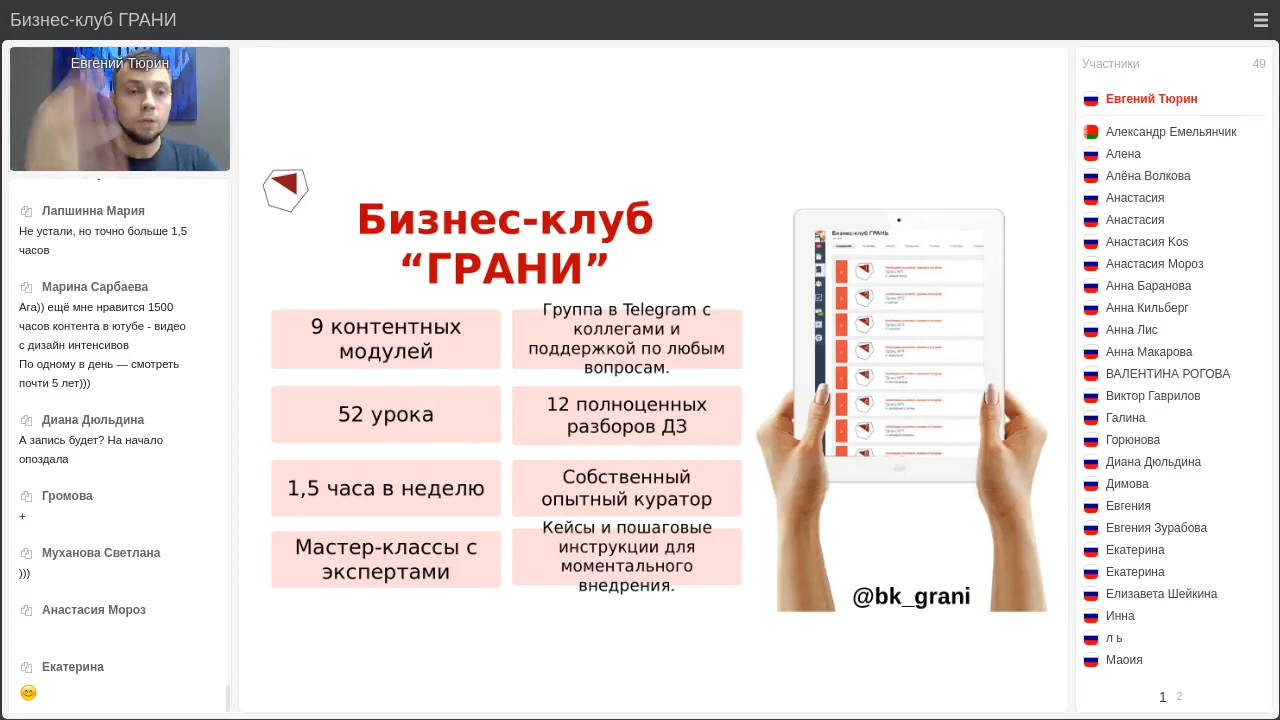 Бизнес-клуб ГРАНИ
Евгений Тюрин
Лапшинна Мария
Не устали, но точно больше 1,5
часов
Марина Сарбаева
О))) ещё мне нравится 1500
часов контента в ютубе - видео
с дизайн интенсивов
По одному в день — смотреть
почти 5 лет)))
Диана Дюльдина
А запись будет? На начало
опоздала
Громова
+
Муханова Светлана
)))
Анастасия Мороз
Екатерина
Бизнес-клуб
“ГРАНИ”
9 контентных
модулей
Группа в Telegram с
коллегами и
поддержкой по любым
вопросам.
52 урока
12 полноценных
разборов ДЗ
1,5 часа в неделю
Собственный
опытный куратор
Мастер-классы с
экспертами
Кейсы и пошаговые
инструкции для
моментального
внедрения.
Бизнес-клуб ГРАНЬ
@bk_grani
Участники 49
Евгений Тюрин
Александр Емельянчик
Алена
Алёна Волкова
Анастасия
Анастасия
Анастасия Kos
Анастасия Мороз
Анна Баранова
Анна Кинберг
Анна Лис
Анна Макарова
ВАЛЕНТИНА РОГОВА
Виктор Гаврилов
Галина
Горюнова
Диана Дюльдина
Димова
Евгения
Евгения Зурабова
Екатерина
Екатерина
Елизавета Шейкина
Инна
л ь
Маоия
1 2